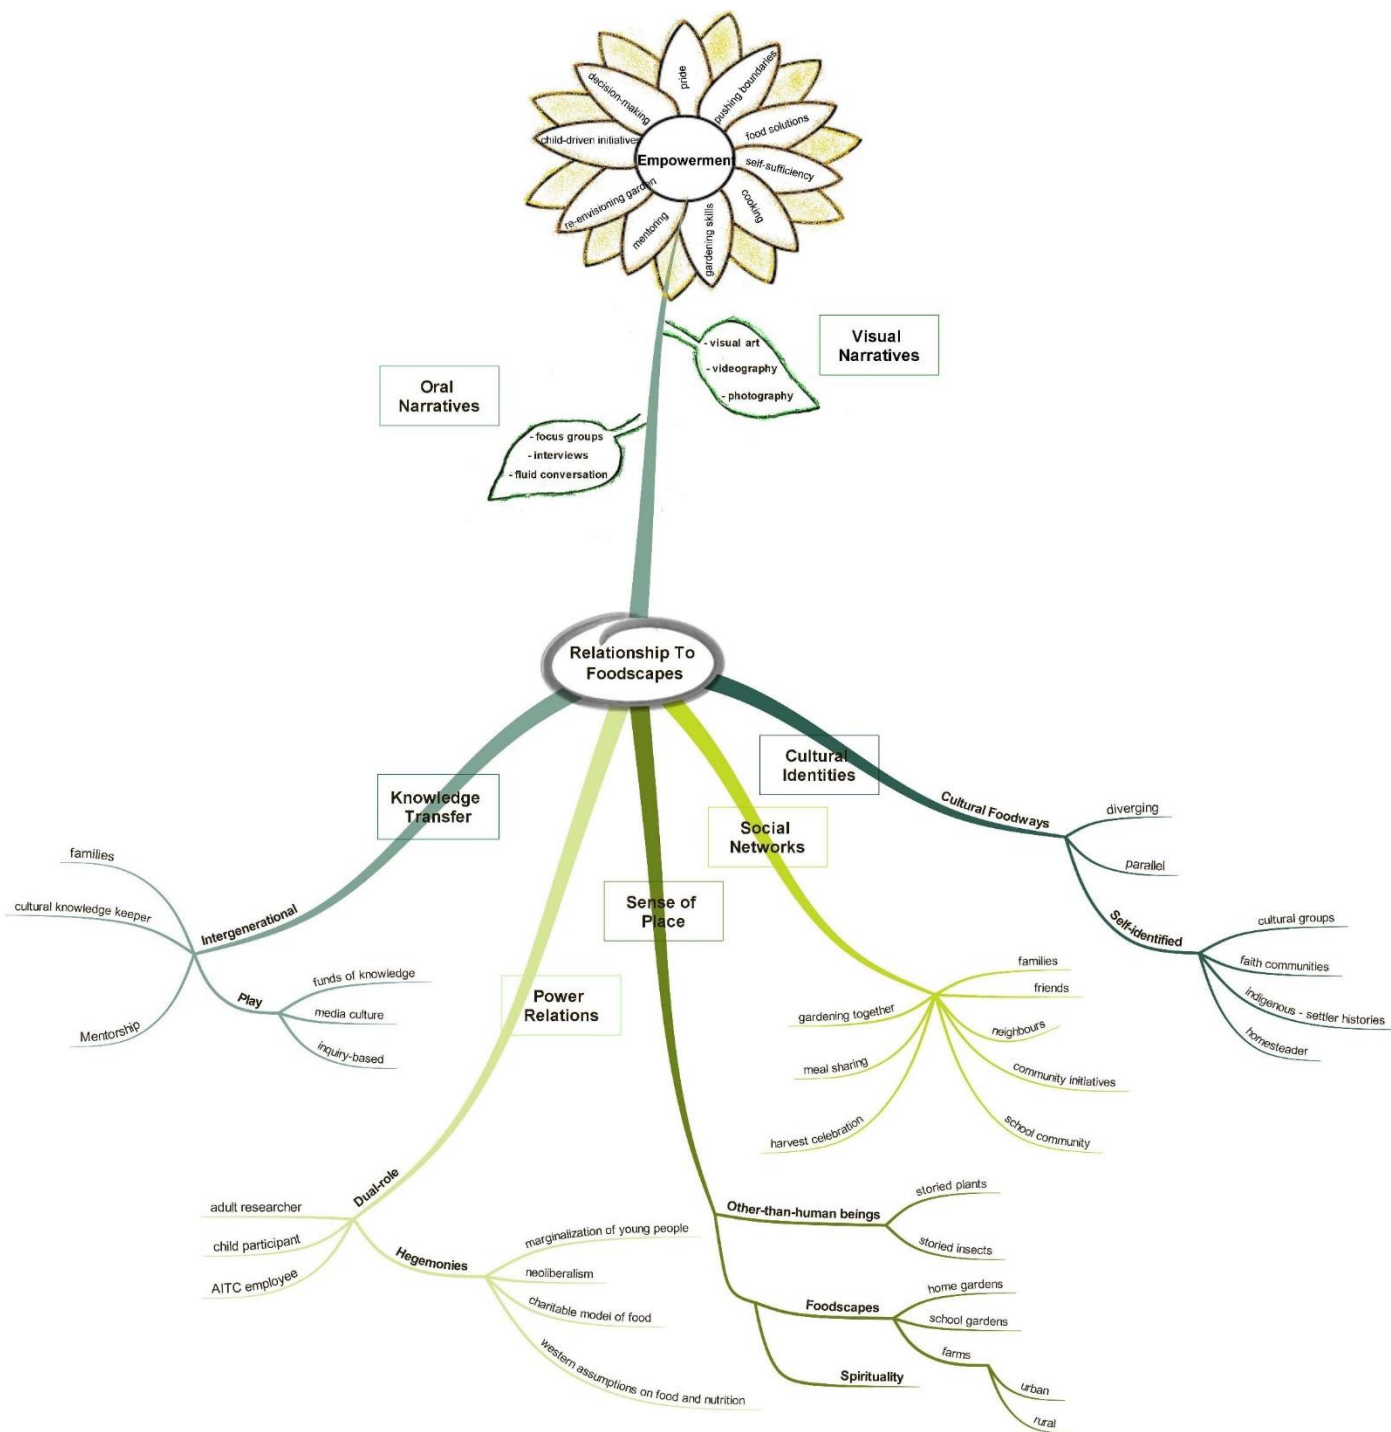 pride
pushing boundaries
decision-making
food solutions
child-driven initiatives
Empowerment
self-sufficiency
re-envisioning garden
cooking
mentoring
gardening skills
Visual
Narratives
- visual art
- videography
- photography
Oral
Narratives
- focus groups
- interviews
- fluid conversation
Relationship To
Foodscapes
Knowledge
Transfer
Intergenerational
families
cultural knowledge keeper
Mentorship
Play
funds of knowledge
media culture
inquiry-based
Power
Relations
Dual-role
adult researcher
child participant
AITC employee
Hegemonies
marginalization of young people
neoliberalism
charitable model of food
western assumptions on food and nutrition
Sense of
Place
Other-than-human beings
storied plants
storied insects
Foodscapes
home gardens
school gardens
farms
urban
rural
Spirituality
Social
Networks
gardening together
meal sharing
harvest celebration
families
friends
neighbours
community initiatives
school community
Cultural
Identities
Cultural Foodways
diverging
parallel
Self-identified
cultural groups
faith communities
indigenous - settler histories
homesteader